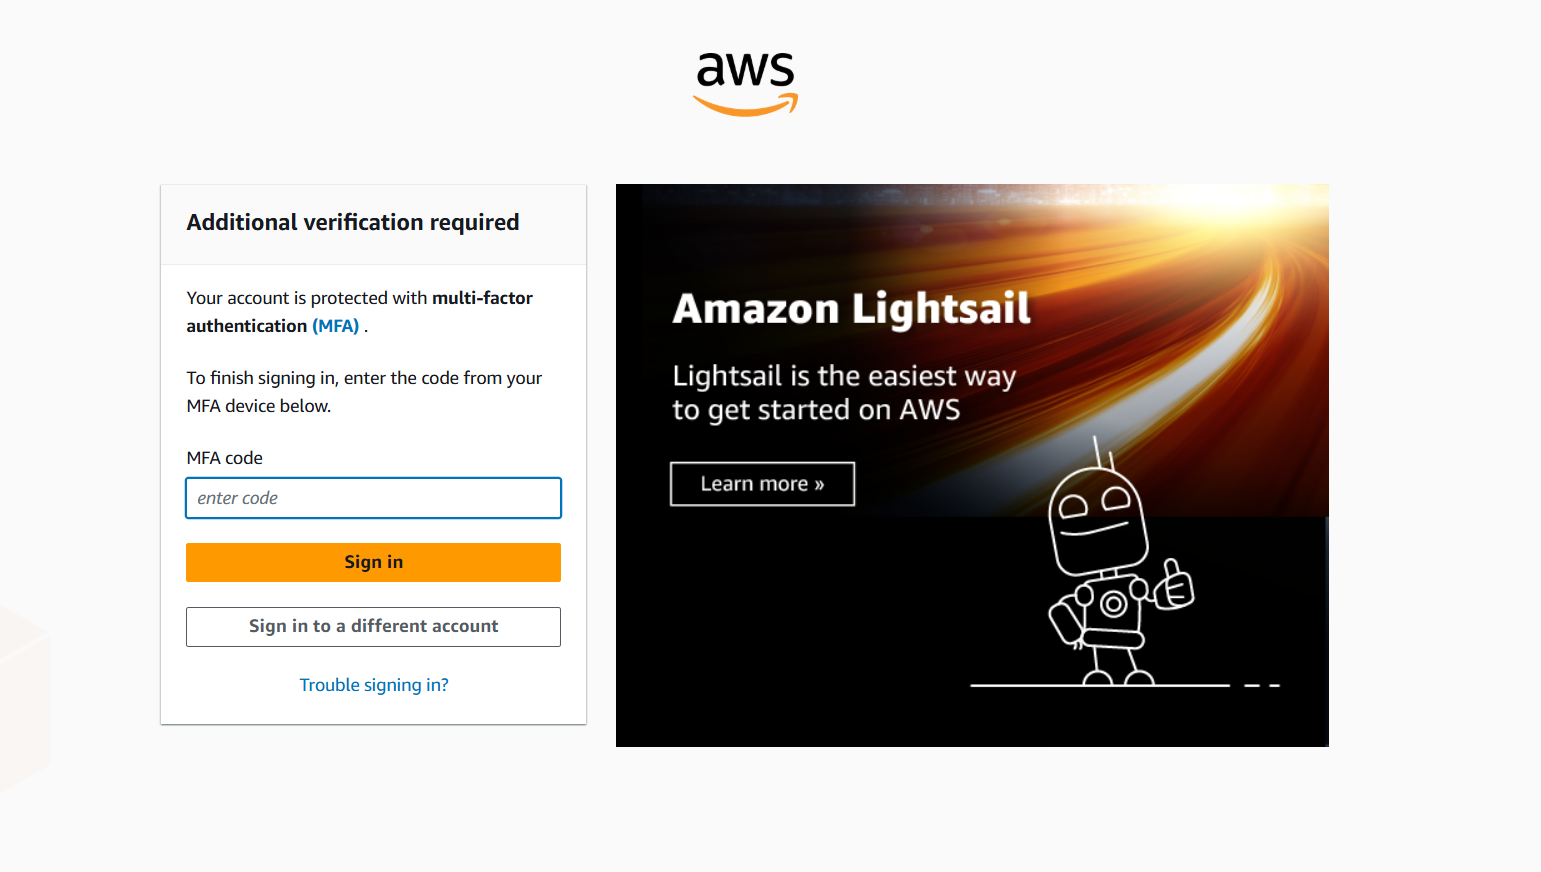 aws
Additional verification required
Your account is protected with multi-factor
authentication (MFA) .
To finish signing in, enter the code from your
MFA device below.
MFA code
enter code
Sign in
Sign in to a different account
Trouble signing in?
Amazon Lightsail
Lightsail is the easiest way
to get started on AWS
Learn more »